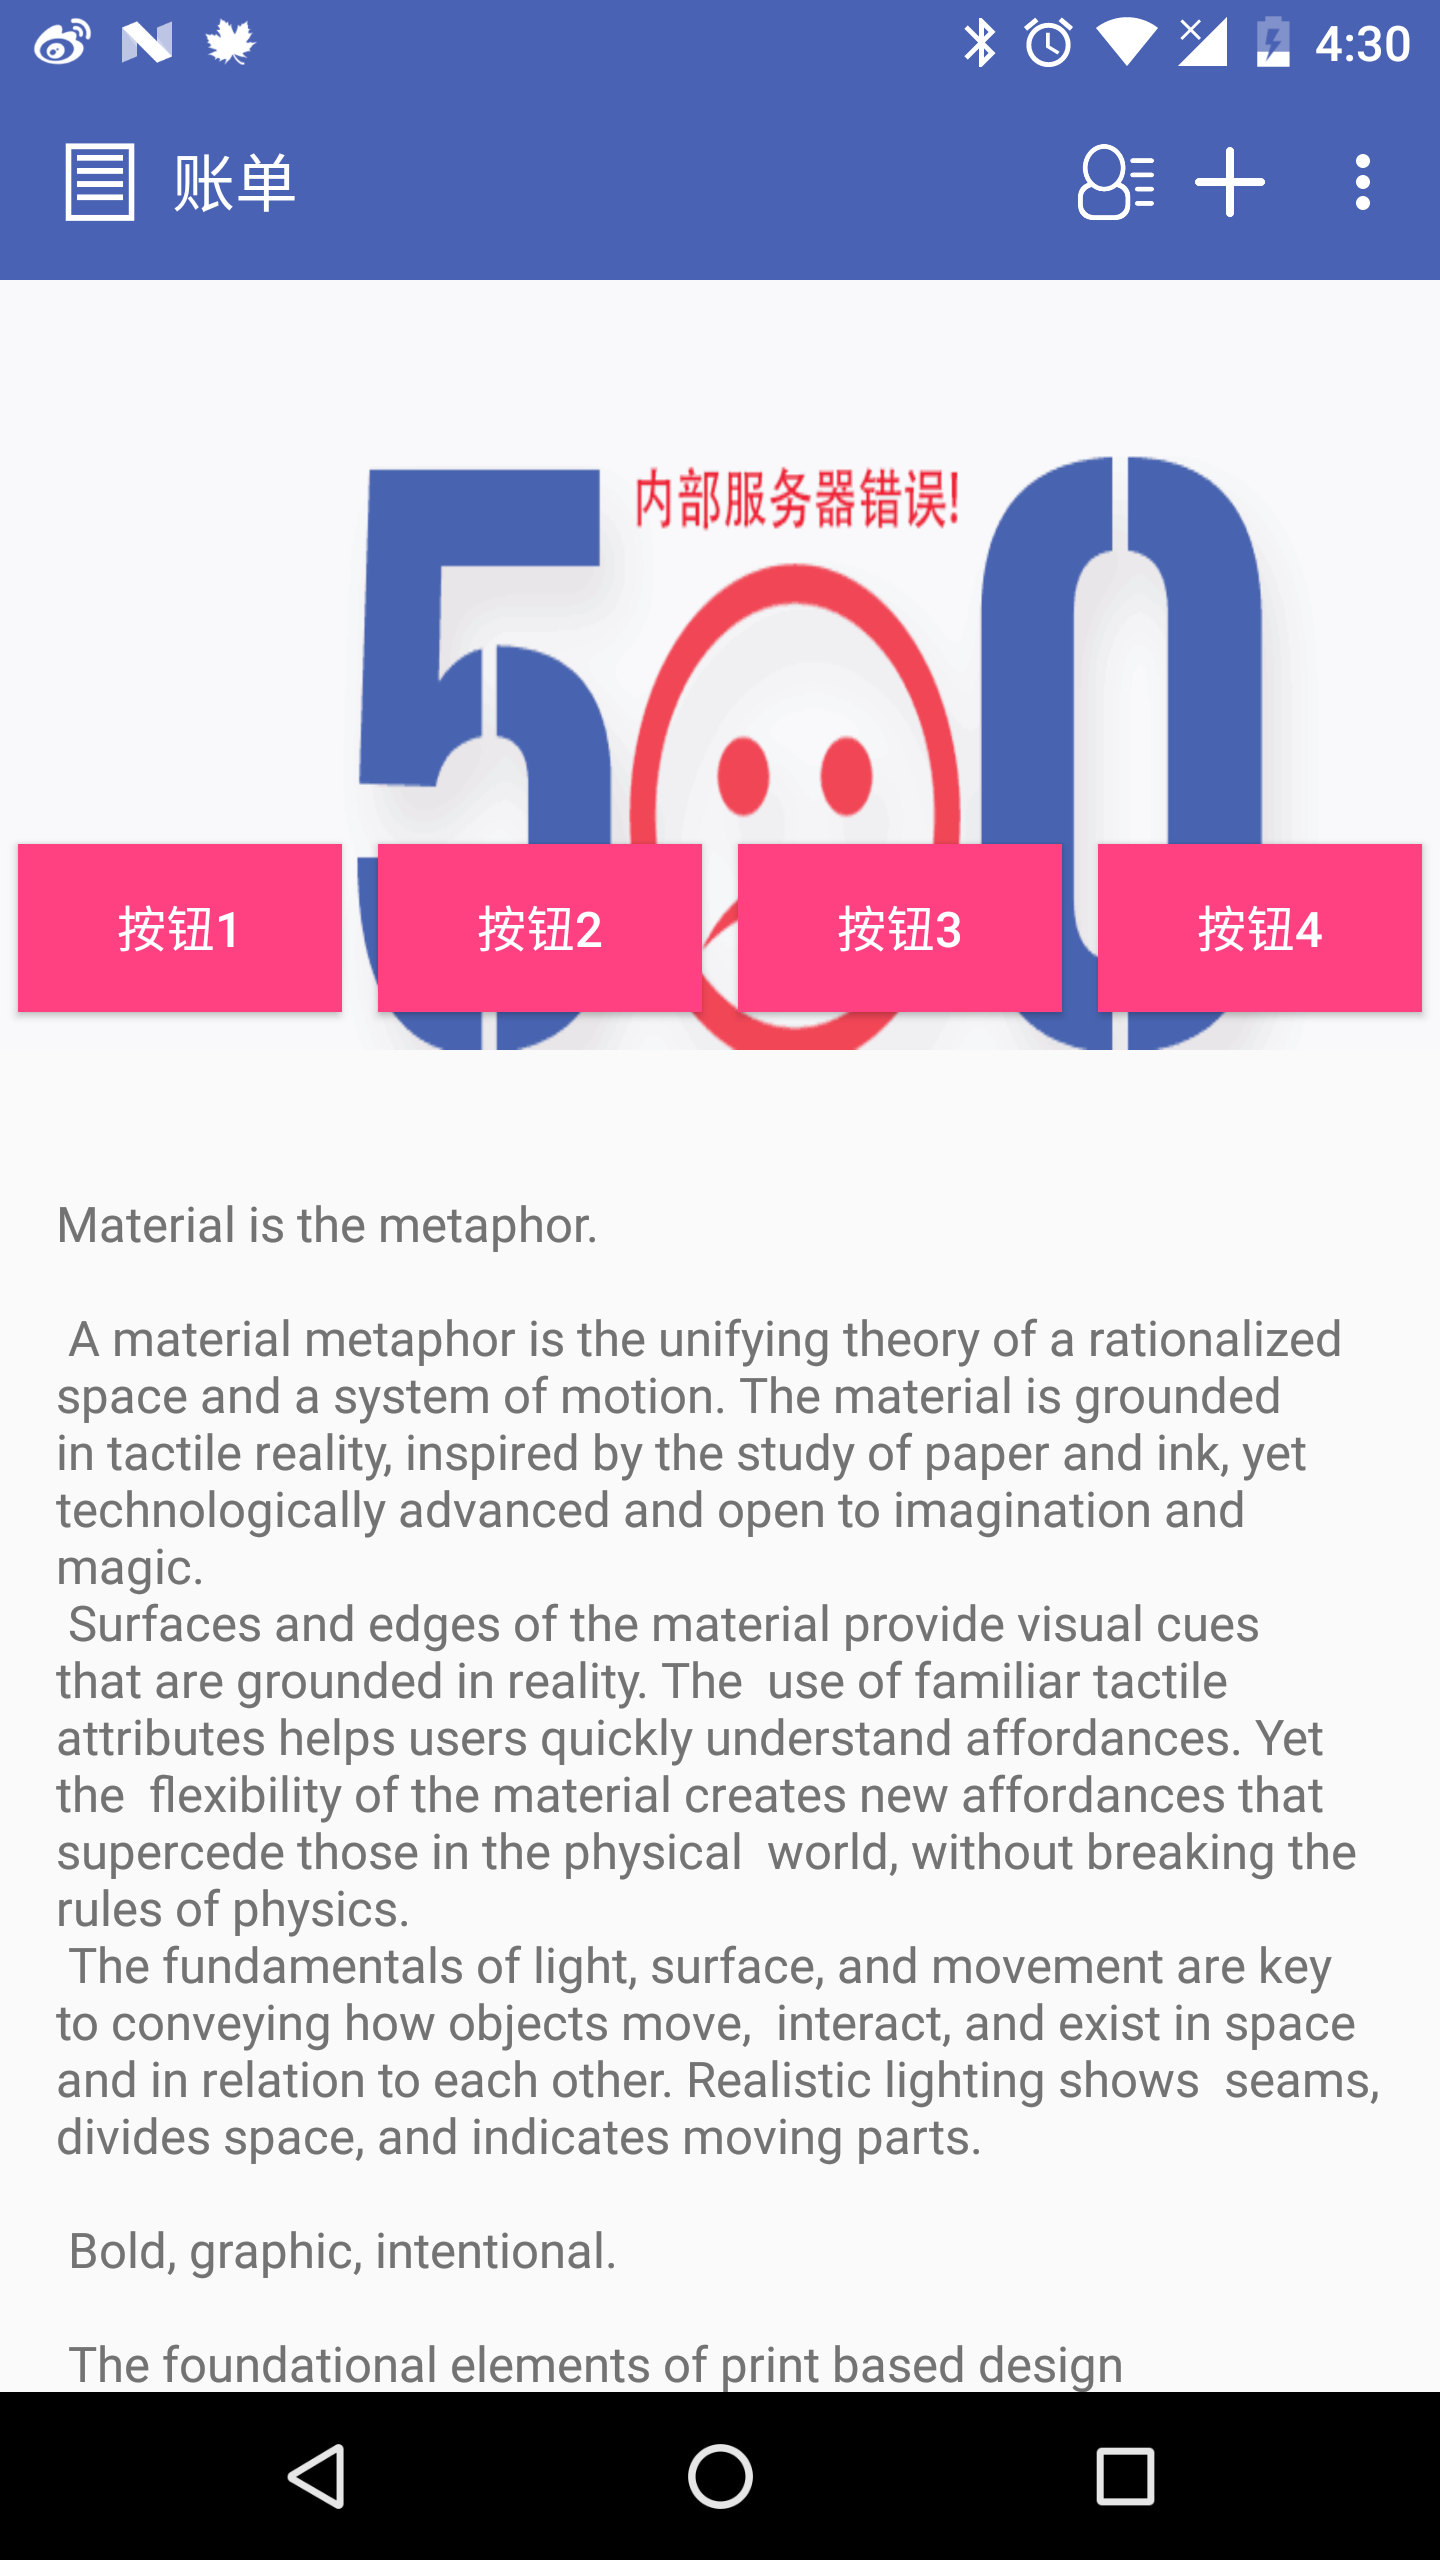 4:30
账单
内部服务器错误!
500
按钮1 按钮2 按钮3 按钮4
Material is the metaphor.
A material metaphor is the unifying theory of a rationalized
space and a system of motion. The material is grounded
in tactile reality, inspired by the study of paper and ink, yet
technologically advanced and open to imagination and
magic.
Surfaces and edges of the material provide visual cues
that are grounded in reality. The  use of familiar tactile
attributes helps users quickly understand affordances. Yet
the  flexibility of the material creates new affordances that
supercede those in the physical  world, without breaking the
rules of physics.
The fundamentals of light, surface, and movement are key
to conveying how objects move,  interact, and exist in space
and in relation to each other. Realistic lighting shows  seams,
divides space, and indicates moving parts.
Bold, graphic, intentional.
The foundational elements of print based design